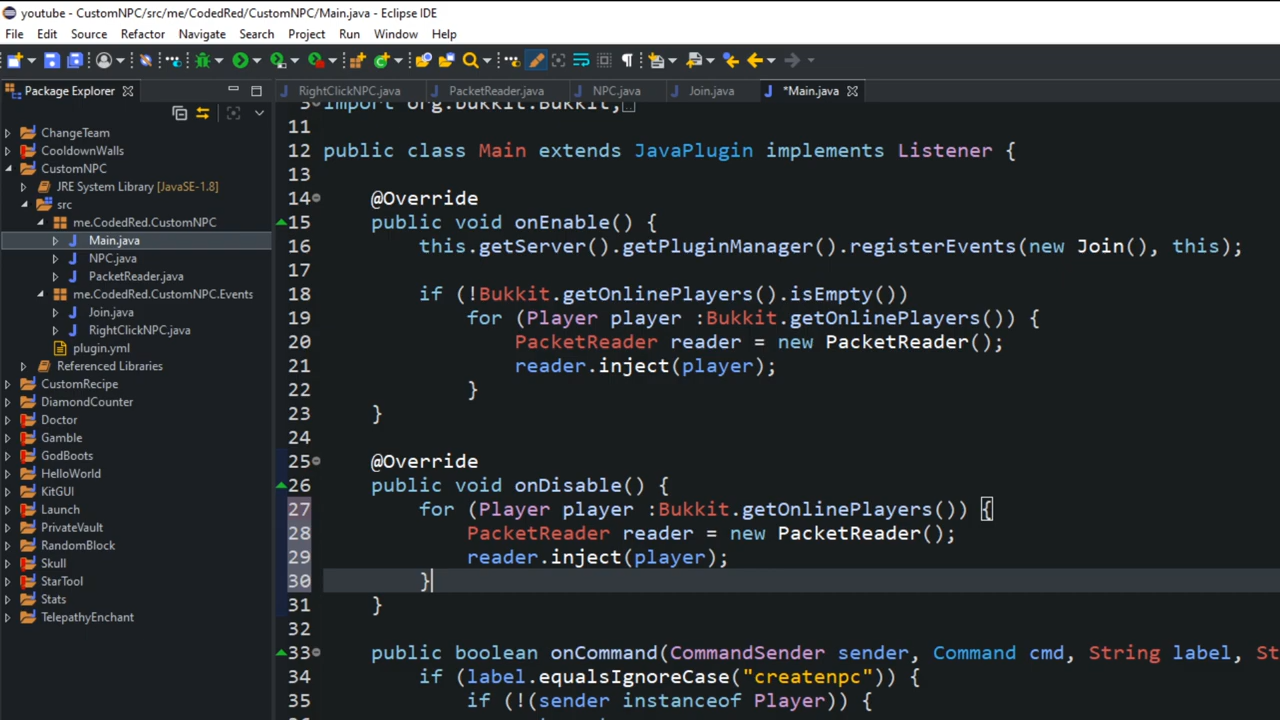 youtube - CustomNPC/src/me/CodedRed/CustomNPC/Main.java - Eclipse IDE
File Edit Source Refactor Navigate Search Project Run Window Help
Package Explorer
RightClickNPC.java PacketReader.java NPC.java Join.java *Main.java
ChangeTeam
CooldownWalls
CustomNPC
JRE System Library [JavaSE-1.8]
src
me.CodedRed.CustomNPC
Main.java
NPC.java
PacketReader.java
me.CodedRed.CustomNPC.Events
Join.java
RightClickNPC.java
plugin.yml
Referenced Libraries
CustomRecipe
DiamondCounter
Doctor
Gamble
GodBoots
HelloWorld
KitGUI
Launch
PrivateVault
RandomBlock
Skull
StarTool
Stats
TelepathyEnchant
3 import org.bukkit.Bukkit;
11
12 public class Main extends JavaPlugin implements Listener {
13
14 @Override
15 public void onEnable() {
16 this.getServer().getPluginManager().registerEvents(new Join(), this);
17
18 if (!Bukkit.getOnlinePlayers().isEmpty())
19 for (Player player :Bukkit.getOnlinePlayers()) {
20 PacketReader reader = new PacketReader();
21 reader.inject(player);
22 }
23 }
24
25 @Override
26 public void onDisable() {
27 for (Player player :Bukkit.getOnlinePlayers()) {
28 PacketReader reader = new PacketReader();
29 reader.inject(player);
30 }
31 }
32
33 public boolean onCommand(CommandSender sender, Command cmd, String label, St
34 if (label.equalsIgnoreCase("createnpc")) {
35 if (!(sender instanceof Player)) {